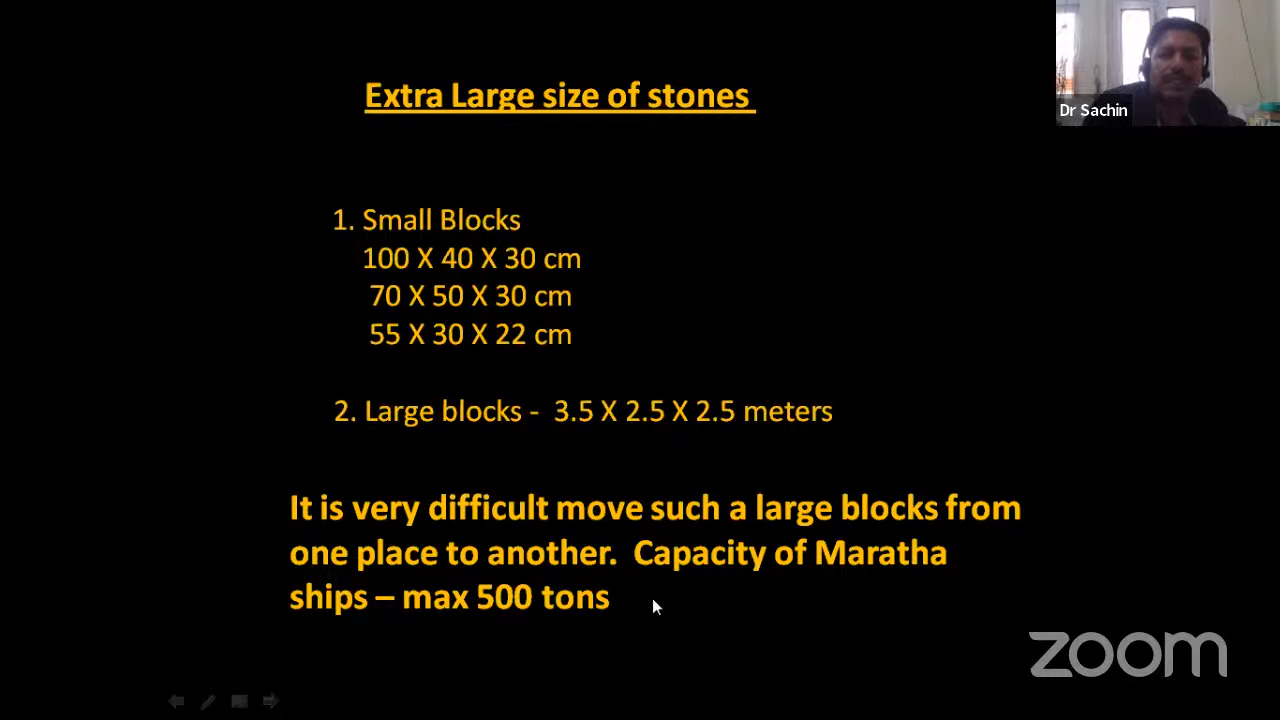 Extra Large size of stones
Dr Sachin
1. Small Blocks
100 X 40 X 30 cm
70 X 50 X 30 cm
55 X 30 X 22 cm
2. Large blocks - 3.5 X 2.5 X 2.5 meters
It is very difficult move such a large blocks from
one place to another. Capacity of Maratha
ships – max 500 tons
zoom